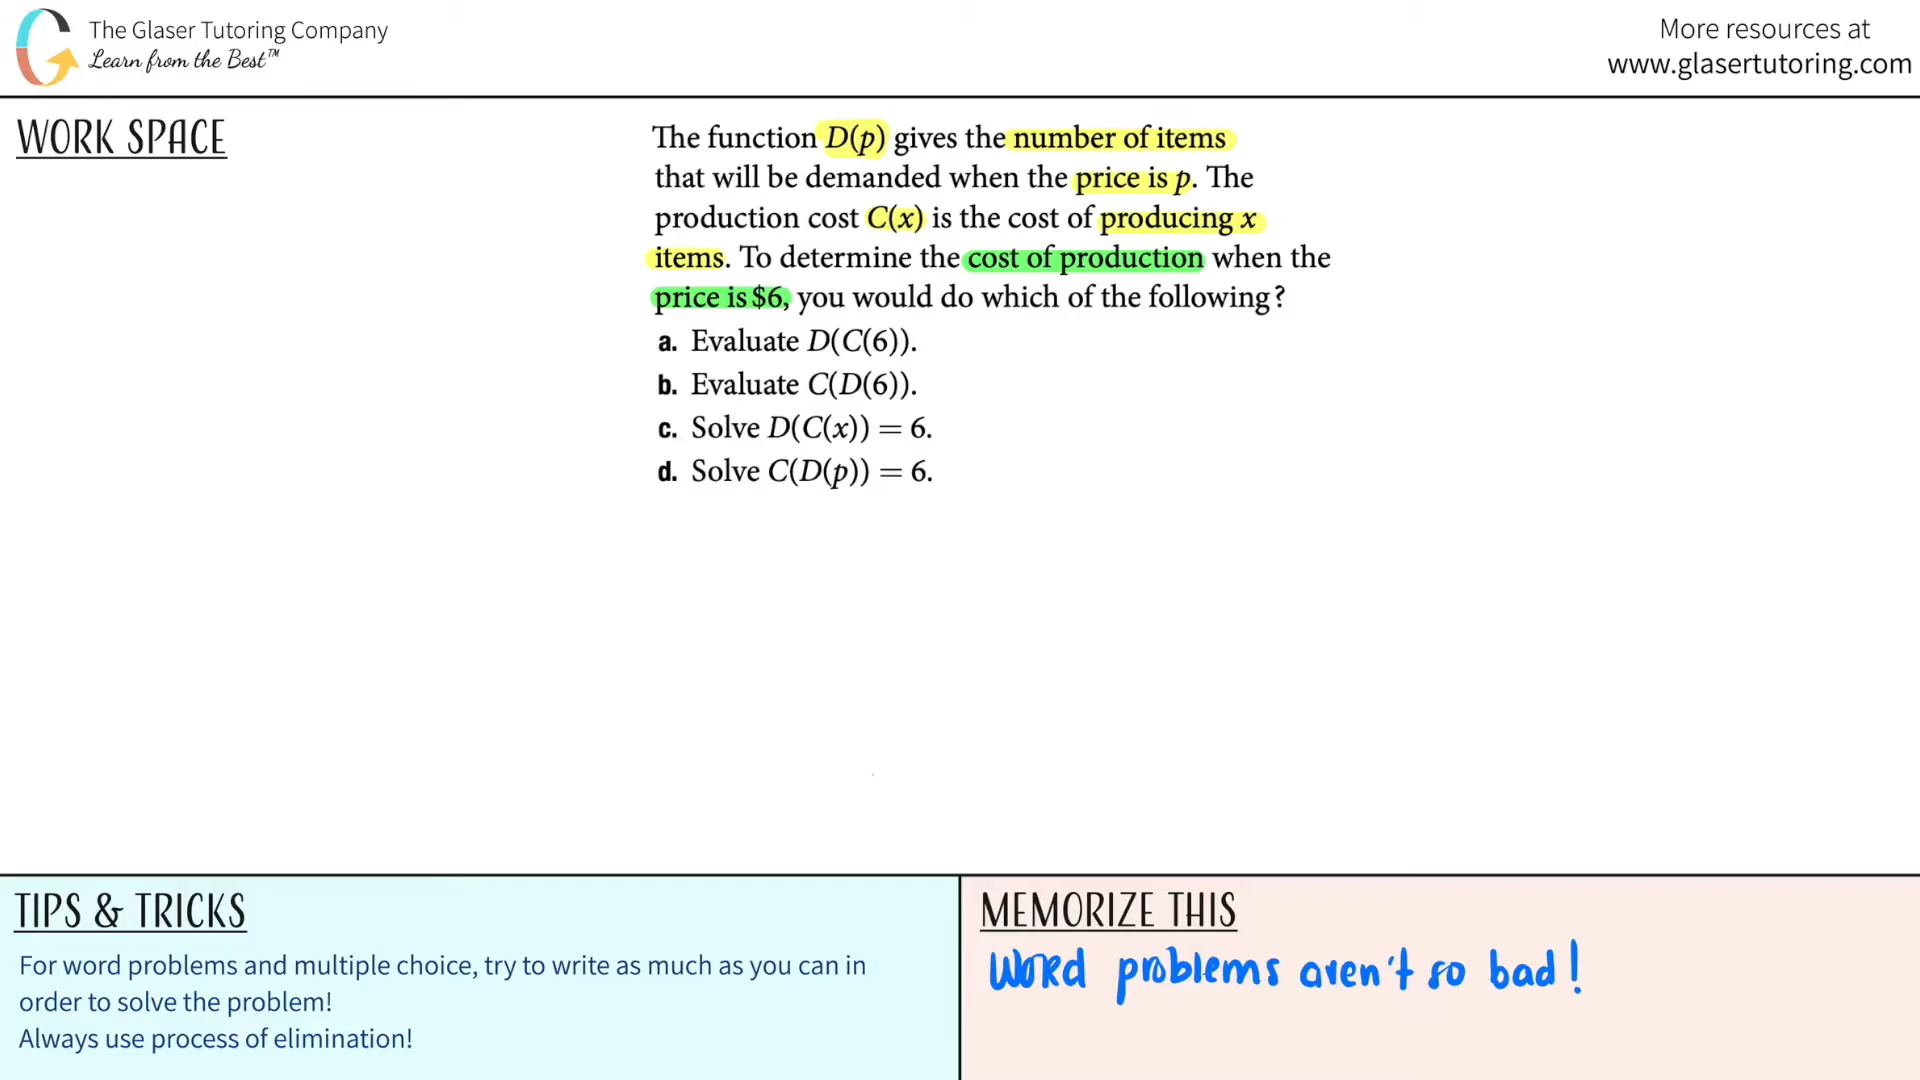 The Glaser Tutoring Company
Learn from the Best™
More resources at
www.glasertutoring.com
WORK SPACE
The function D(p) gives the number of items
that will be demanded when the price is p. The
production cost C(x) is the cost of producing x
items. To determine the cost of production when the
price is $6, you would do which of the following?
a. Evaluate D(C(6)).
b. Evaluate C(D(6)).
c. Solve D(C(x)) = 6.
d. Solve C(D(p)) = 6.
TIPS & TRICKS
For word problems and multiple choice, try to write as much as you can in
order to solve the problem!
Always use process of elimination!
MEMORIZE THIS
Word problems aren't so bad!